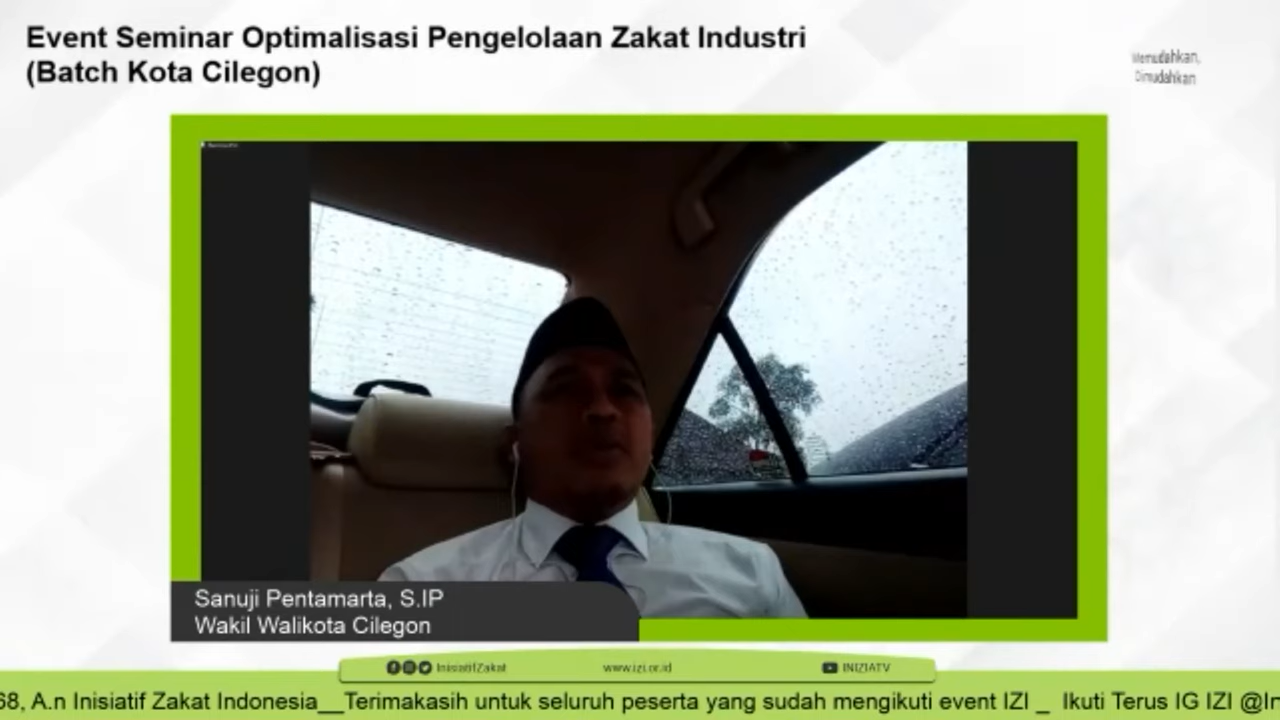 Event Seminar Optimalisasi Pengelolaan Zakat Industri
(Batch Kota Cilegon)
Memudahkan,
Dimudahkan
Sanuji Pentamarta, S.IP
Wakil Walikota Cilegon
InisiatifZakat
www.izi.or.id
INIZIATV
68, A.n Inisiatif Zakat Indonesia__Terimakasih untuk seluruh peserta yang sudah mengikuti event IZI _ Ikuti Terus IG IZI @In